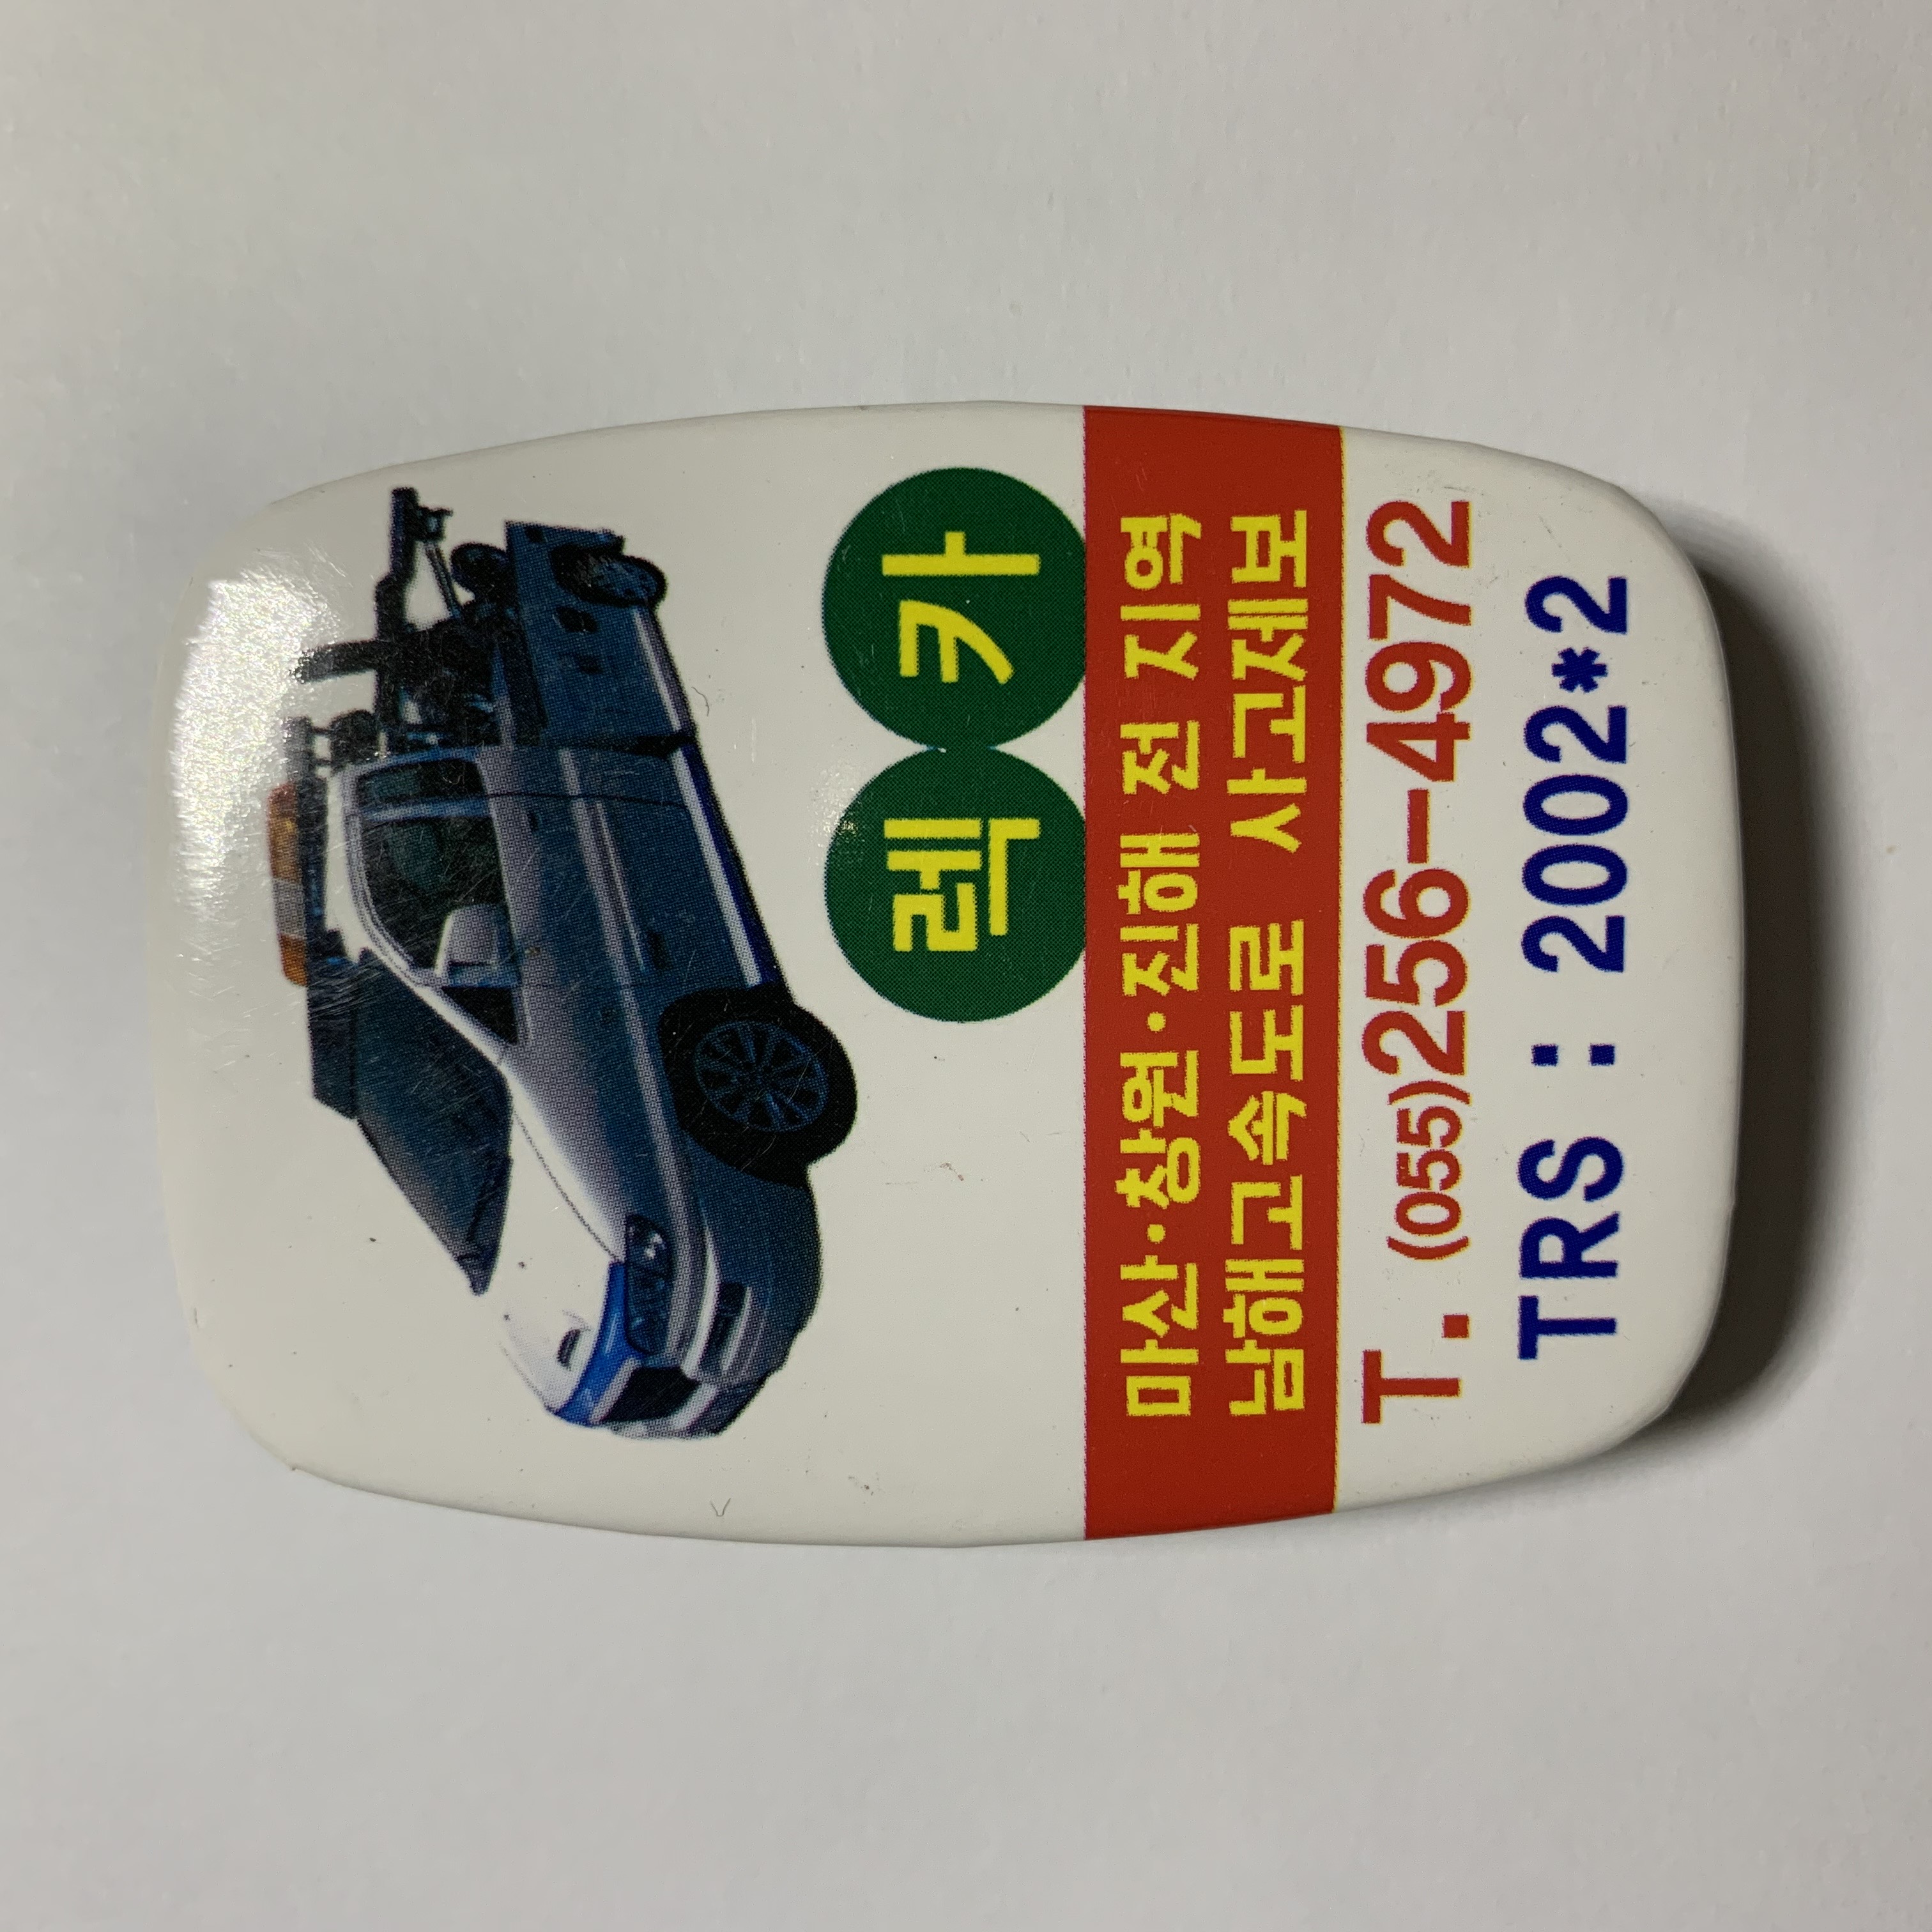 렉카
마산·창원·진해 전 지역
남해고속도로 사고제보
T. (055)256-4972
TRS : 2002*2